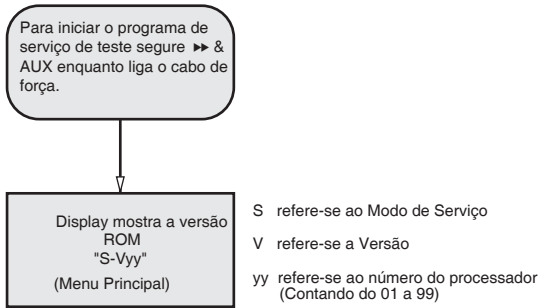 Para iniciar o programa de
serviço de teste segure ▸▸ &
AUX enquanto liga o cabo de
força.
Display mostra a versão
ROM
"S-Vyy"
(Menu Principal)
S refere-se ao Modo de Serviço
V refere-se a Versão
yy refere-se ao número do processador
(Contando do 01 a 99)